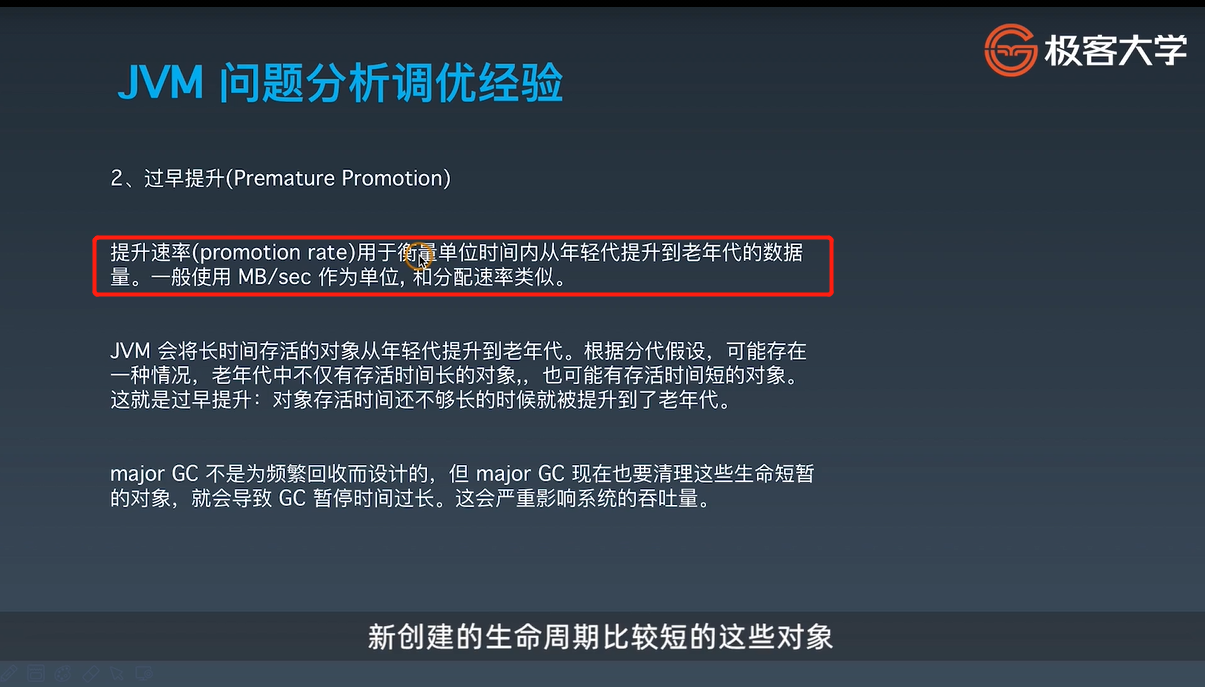 极客大学
JVM 问题分析调优经验
2、过早提升(Premature Promotion)
提升速率(promotion rate)用于衡量单位时间内从年轻代提升到老年代的数据
量。一般使用 MB/sec 作为单位, 和分配速率类似。
JVM 会将长时间存活的对象从年轻代提升到老年代。根据分代假设，可能存在
一种情况，老年代中不仅有存活时间长的对象,，也可能有存活时间短的对象。
这就是过早提升：对象存活时间还不够长的时候就被提升到了老年代。
major GC 不是为频繁回收而设计的，但 major GC 现在也要清理这些生命短暂
的对象，就会导致 GC 暂停时间过长。这会严重影响系统的吞吐量。
新创建的生命周期比较短的这些对象